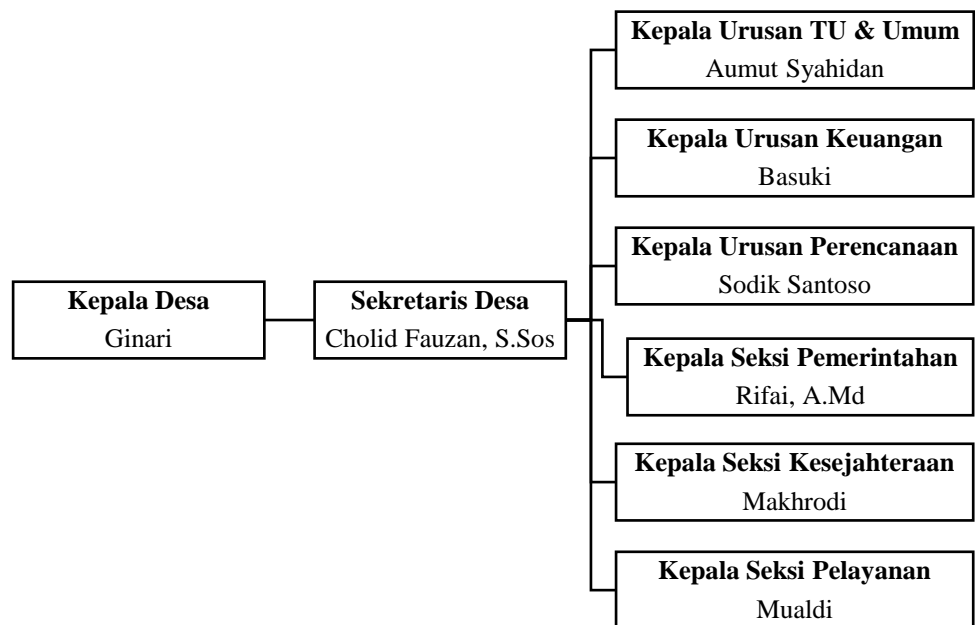 Kepala Desa
Ginari
Sekretaris Desa
Cholid Fauzan, S.Sos
Kepala Urusan TU & Umum
Aumut Syahidan
Kepala Urusan Keuangan
Basuki
Kepala Urusan Perencanaan
Sodik Santoso
Kepala Seksi Pemerintahan
Rifai, A.Md
Kepala Seksi Kesejahteraan
Makhrodi
Kepala Seksi Pelayanan
Mualdi